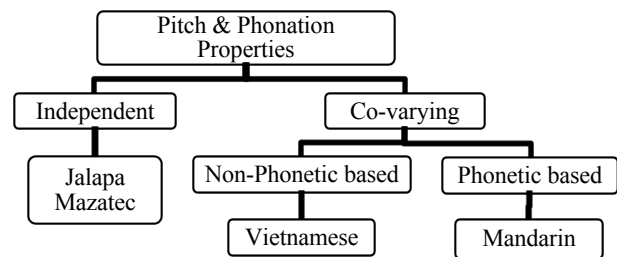 Pitch & Phonation
Properties
Independent
Co-varying
Jalapa
Mazatec
Non-Phonetic based
Phonetic based
Vietnamese
Mandarin